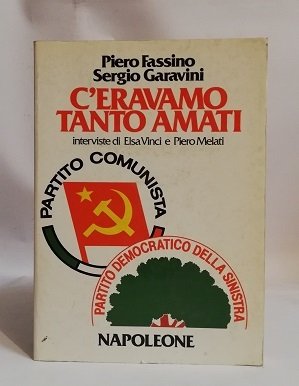 Piero Fassino
Sergio Garavini
C'ERAVAMO
TANTO AMATI
interviste di Elsa Vinci e Piero Melati
PARTITO COMUNISTA
PARTITO DEMOCRATICO DELLA SINISTRA
NAPOLEONE